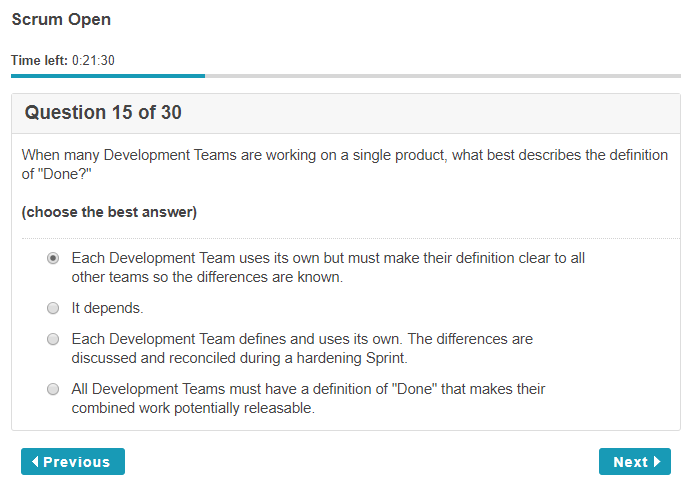 Scrum Open
Time left: 0:21:30
Question 15 of 30
When many Development Teams are working on a single product, what best describes the definition
of "Done?"
(choose the best answer)
Each Development Team uses its own but must make their definition clear to all
other teams so the differences are known.
It depends.
Each Development Team defines and uses its own. The differences are
discussed and reconciled during a hardening Sprint.
All Development Teams must have a definition of "Done" that makes their
combined work potentially releasable.
Previous
Next